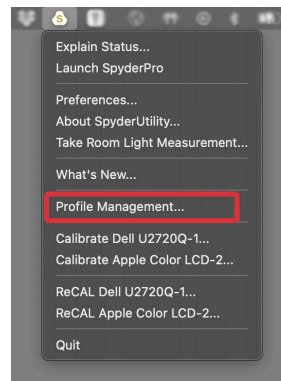 S
Explain Status...
Launch SpyderPro
Preferences...
About SpyderUtility...
Take Room Light Measurement...
What's New...
Profile Management...
Calibrate Dell U2720Q-1...
Calibrate Apple Color LCD-2...
ReCAL Dell U2720Q-1...
ReCAL Apple Color LCD-2...
Quit